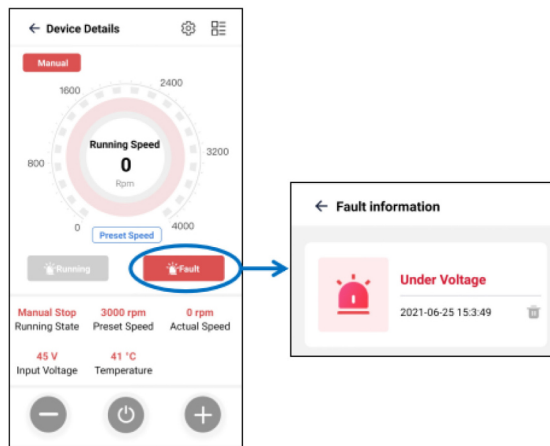 Device Details
Manual
1600
2400
Running Speed
800
0
3200
Rpm
0
Preset Speed
4000
Running
Fault
Manual Stop
3000 rpm
0 rpm
Running State
Preset Speed
Actual Speed
45 V
41 °C
Input Voltage
Temperature
Fault information
Under Voltage
2021-06-25 15:3:49